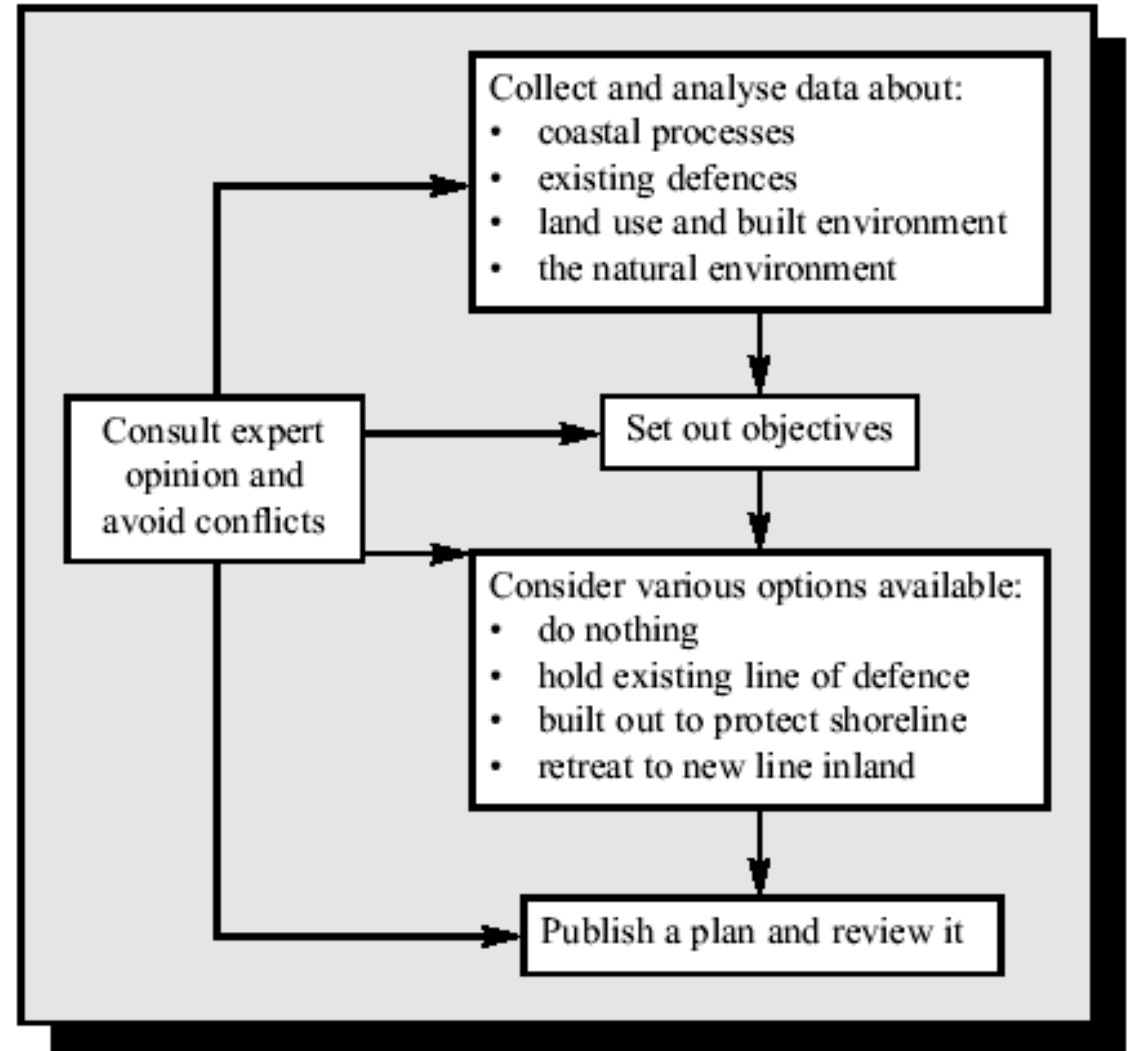 Collect and analyse data about:
• coastal processes
• existing defences
• land use and built environment
• the natural environment
Consult expert
opinion and
avoid conflicts
Set out objectives
Consider various options available:
• do nothing
• hold existing line of defence
• built out to protect shoreline
• retreat to new line inland
Publish a plan and review it